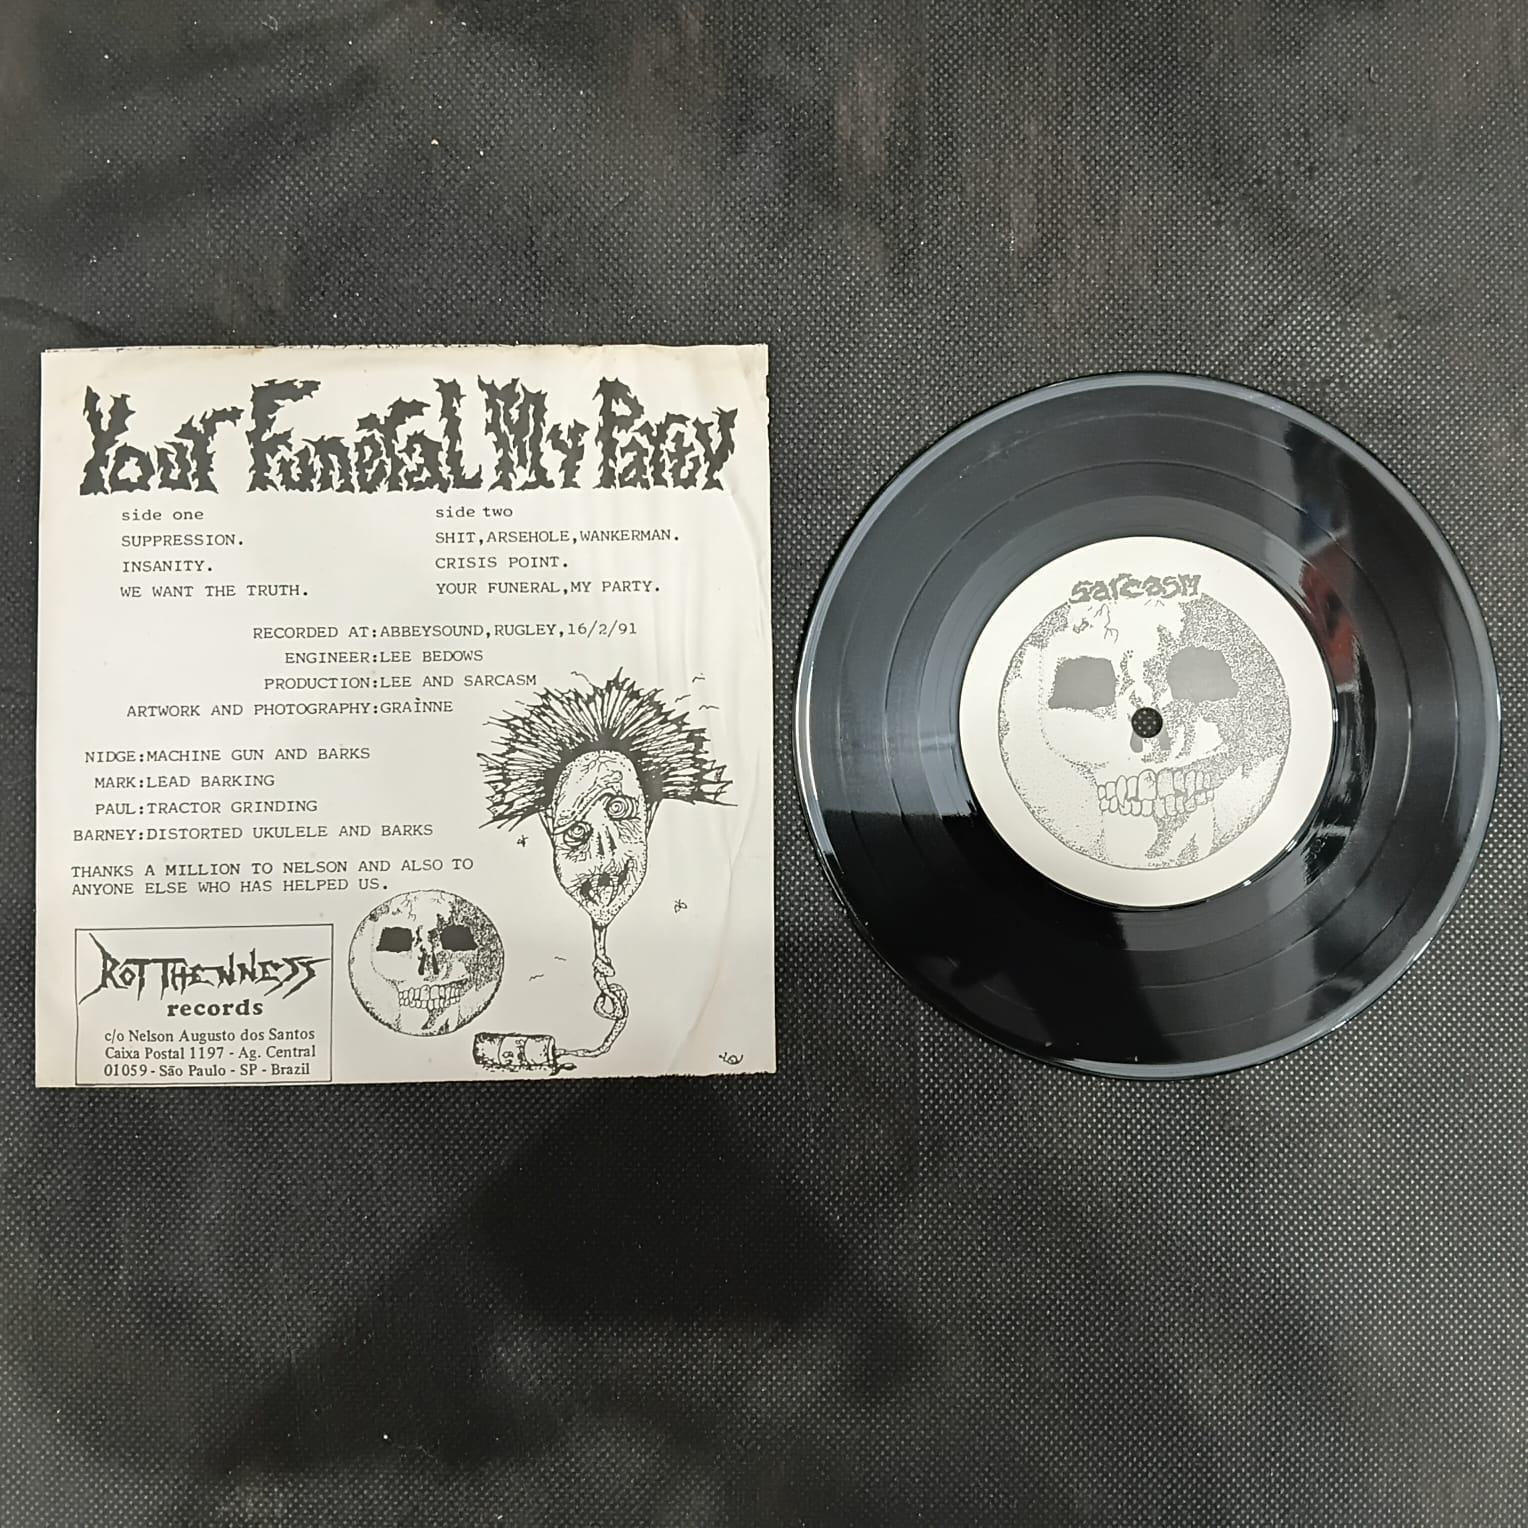 Your Funeral My Party
side one
SUPPRESSION.
INSANITY.
WE WANT THE TRUTH.
side two
SHIT,ARSEHOLE,WANKERMAN.
CRISIS POINT.
YOUR FUNERAL,MY PARTY.
RECORDED AT:ABBEYSOUND,RUGLEY,16/2/91
ENGINEER:LEE BEDOWS
PRODUCTION:LEE AND SARCASM
ARTWORK AND PHOTOGRAPHY:GRAÌNNE
NIDGE:MACHINE GUN AND BARKS
MARK:LEAD BARKING
PAUL:TRACTOR GRINDING
BARNEY:DISTORTED UKULELE AND BARKS
THANKS A MILLION TO NELSON AND ALSO TO
ANYONE ELSE WHO HAS HELPED US.
ROTTHENNESS
records
c/o Nelson Augusto dos Santos
Caixa Postal 1197 - Ag. Central
01059 - São Paulo - SP - Brazil
sarcasm